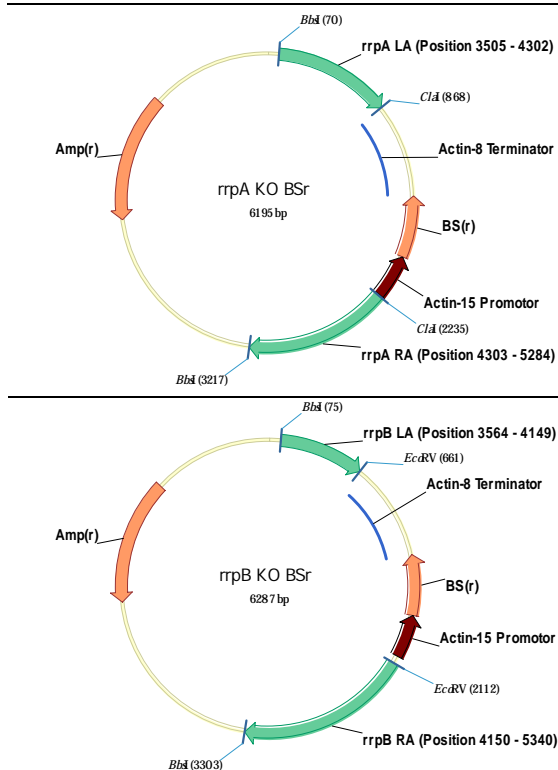 BbsI (70)
rrpA LA (Position 3505 - 4302)
ClaI (868)
Amp(r)
Actin-8 Terminator
rrpA KO BSr
6195 bp
BS(r)
Actin-15 Promotor
ClaI (2235)
rrpA RA (Position 4303 - 5284)
BbsI (3217)
BbsI (75)
rrpB LA (Position 3564 - 4149)
EcoRV (661)
Actin-8 Terminator
Amp(r)
rrpB KO BSr
6287 bp
BS(r)
Actin-15 Promotor
EcoRV (2112)
rrpB RA (Position 4150 - 5340)
BbsI (3303)